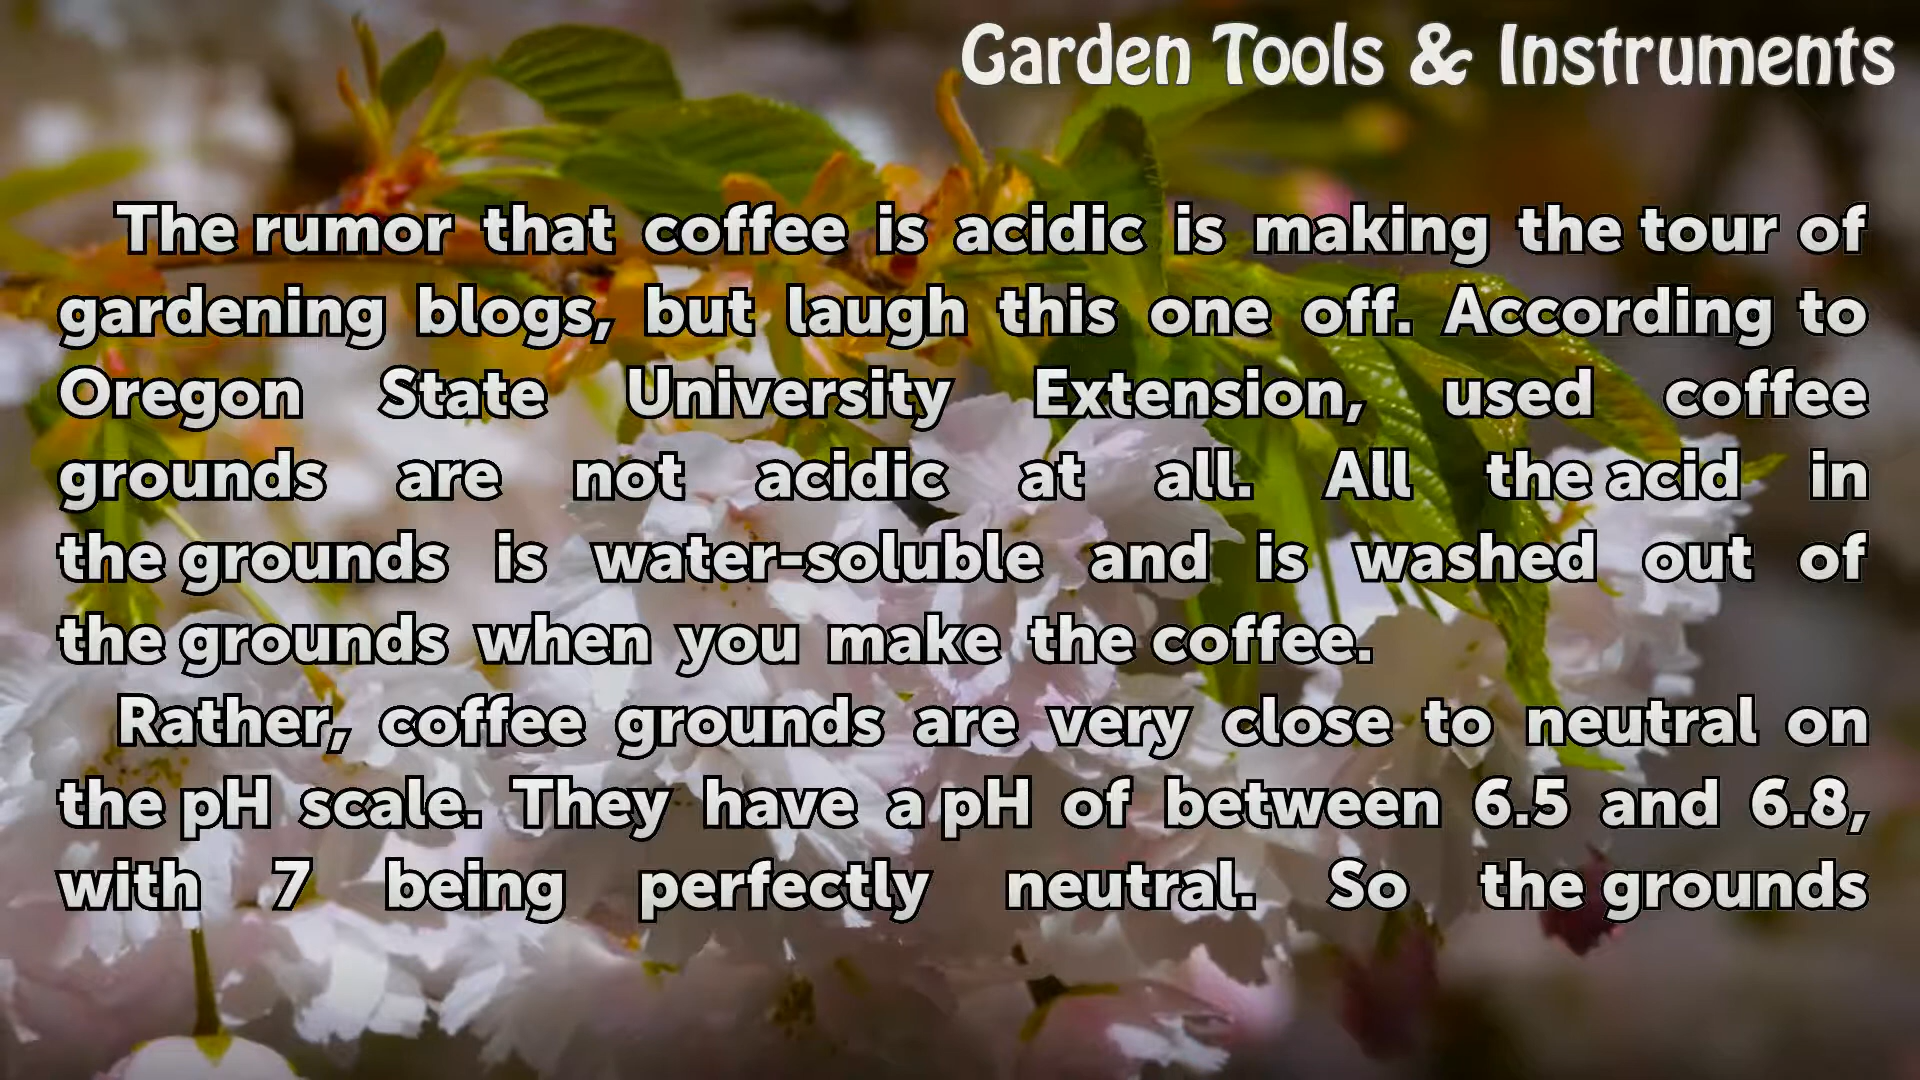 Garden Tools & Instruments
The rumor that coffee is acidic is making the tour of
gardening blogs, but laugh this one off. According to
Oregon State University Extension, used coffee
grounds are not acidic at all. All the acid in
the grounds is water-soluble and is washed out of
the grounds when you make the coffee.
Rather, coffee grounds are very close to neutral on
the pH scale. They have a pH of between 6.5 and 6.8,
with 7 being perfectly neutral. So the grounds